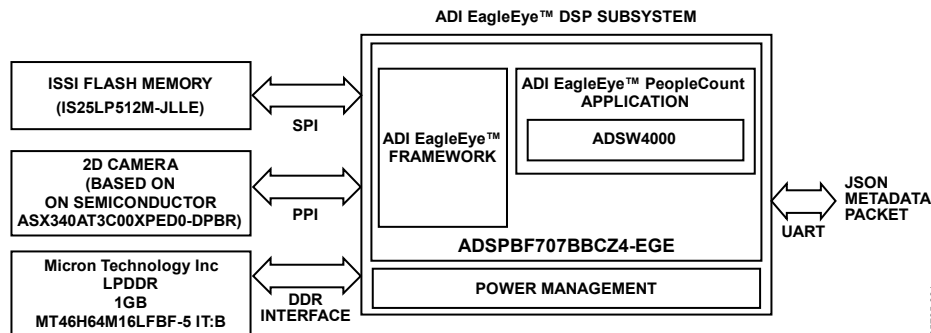 ADI EagleEye™ DSP SUBSYSTEM
ISSI FLASH MEMORY
(IS25LP512M-JLLE)
SPI
2D CAMERA
(BASED ON
ON SEMICONDUCTOR
ASX340AT3C00XPED0-DPBR)
PPI
Micron Technology Inc
LPDDR
1GB
MT46H64M16LFBF-5 IT:B
DDR
INTERFACE
ADI EagleEye™
FRAMEWORK
ADI EagleEye™ PeopleCount
APPLICATION
ADSW4000
ADSPBF707BBCZ4-EGE
POWER MANAGEMENT
UART
JSON
METADATA
PACKET